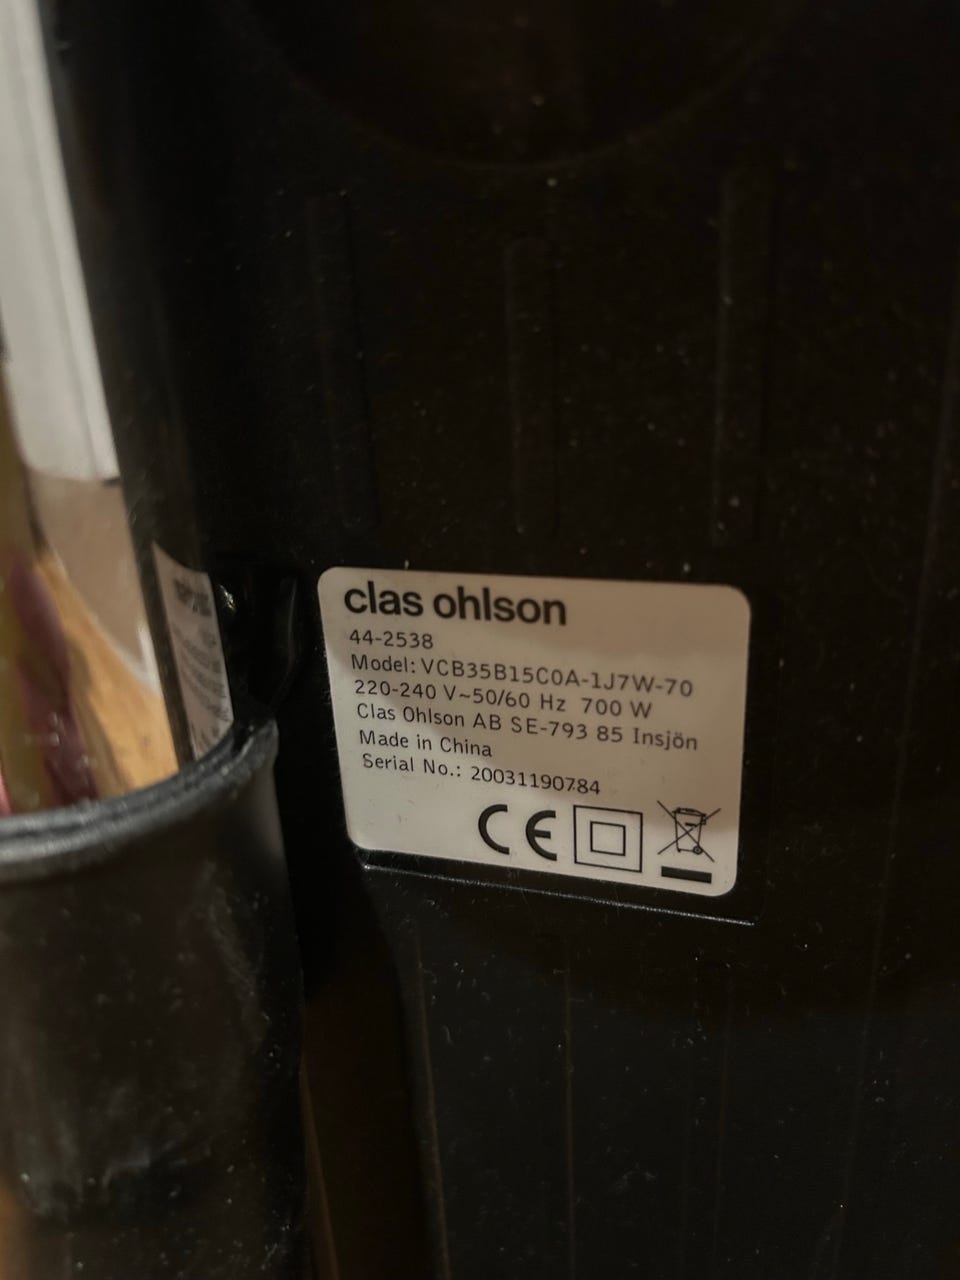 clas ohlson
44-2538
Model: VCB35B15C0A-1J7W-70
220-240 V~50/60 Hz 700 W
Clas Ohlson AB SE-793 85 Insjön
Made in China
Serial No.: 20031190784
CE